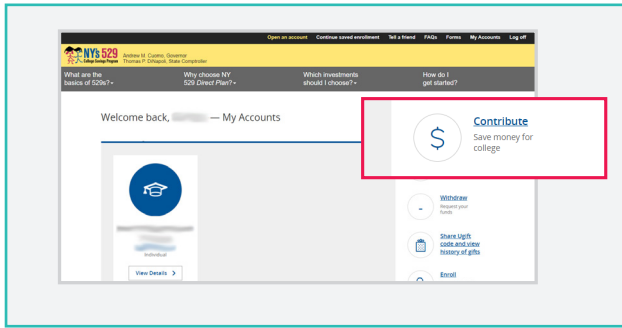 Open an account Continue saved enrollment Tell a friend FAQs Forms My Accounts Log off
NY's 529
College Savings Program
Andrew M. Cuomo, Governor
Thomas P. DiNapoli, State Comptroller
What are the
basics of 529s?
Why choose NY
529 Direct Plan?
Which investments
should I choose?
How do I
get started?
Welcome back, — My Accounts
Contribute
Save money for
college
$
Individual
View Details
Withdraw
Request your
funds
Share Ugift
code and view
history of gifts
Enroll